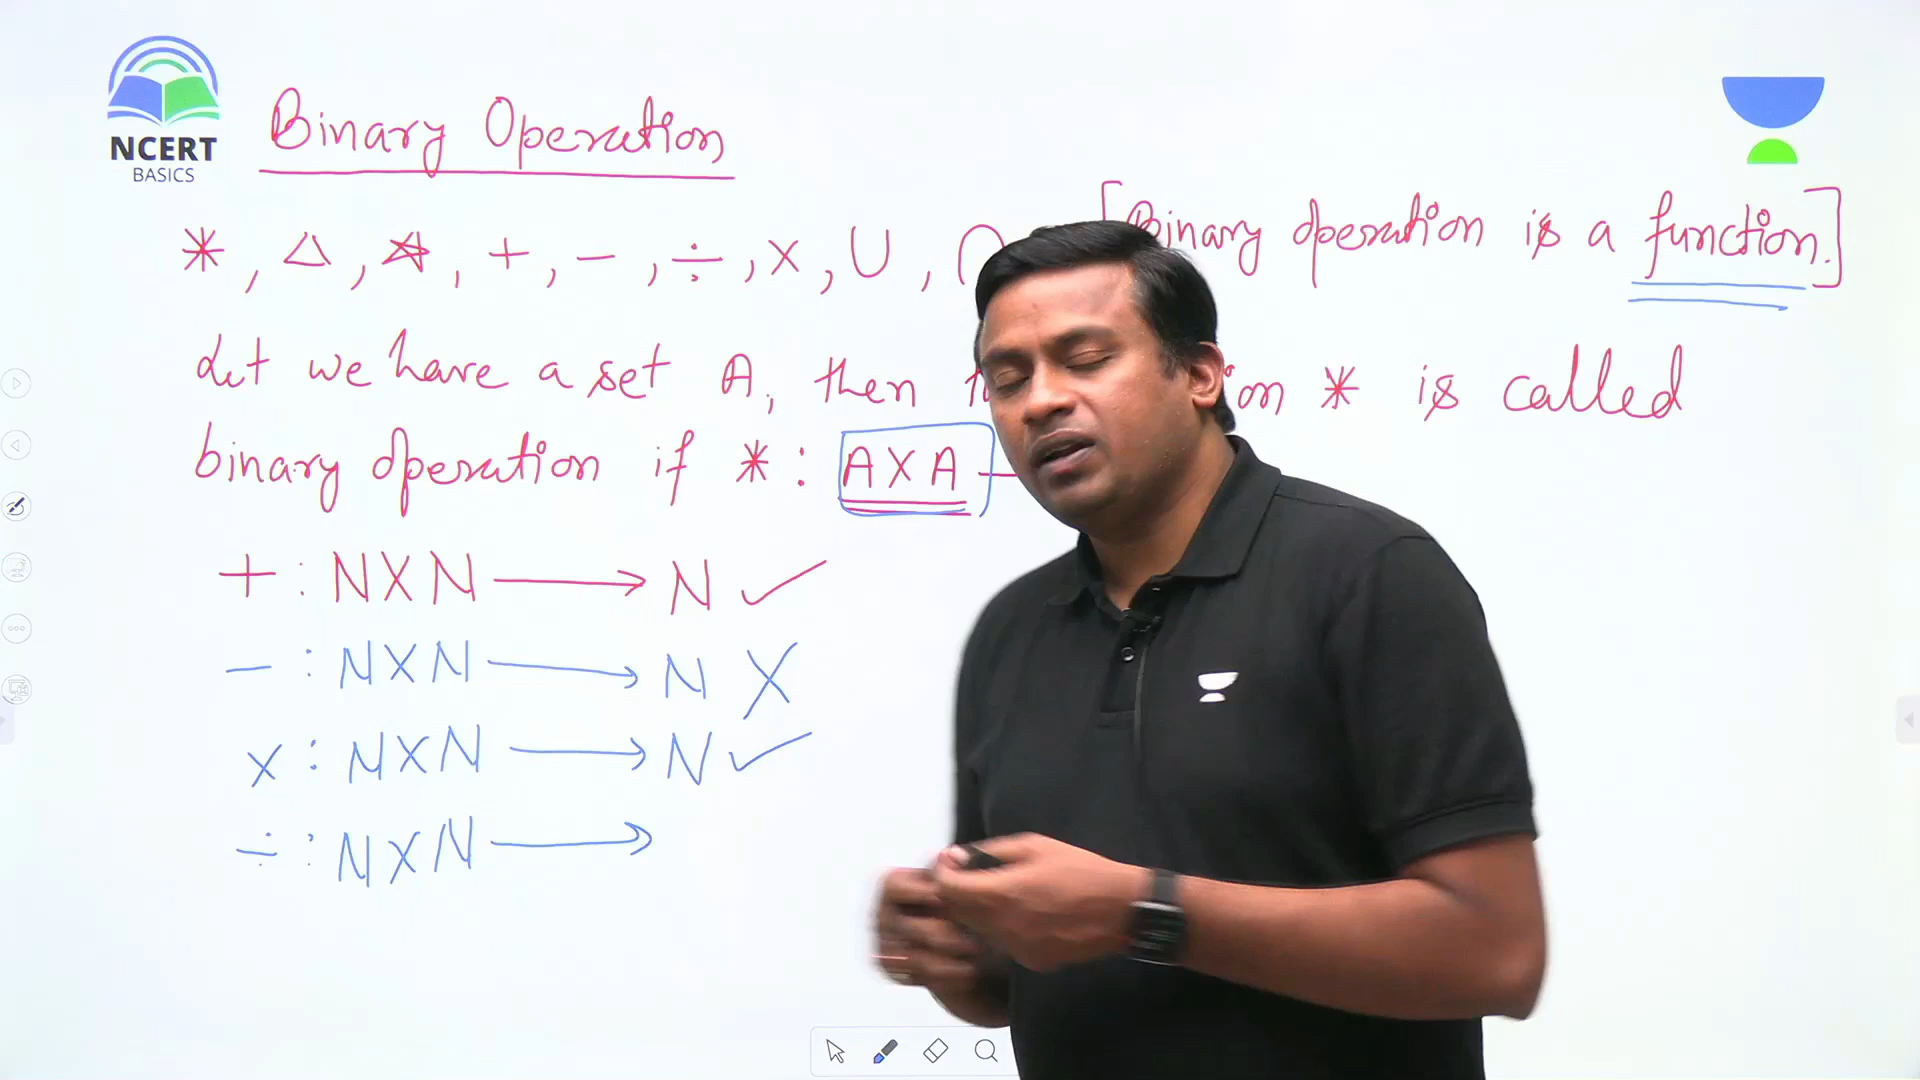 NCERT
BASICS
Binary Operation
[Binary operation is a function.]
*, △, ☆, +, −, ÷, ×, ∪, ∩
Let we have a set A, then on * is called
binary operation if * : A X A
+ : N X N ⟶ N ✓
− : N X N ⟶ N X
× : N X N ⟶ N ✓
÷ : N X N ⟶